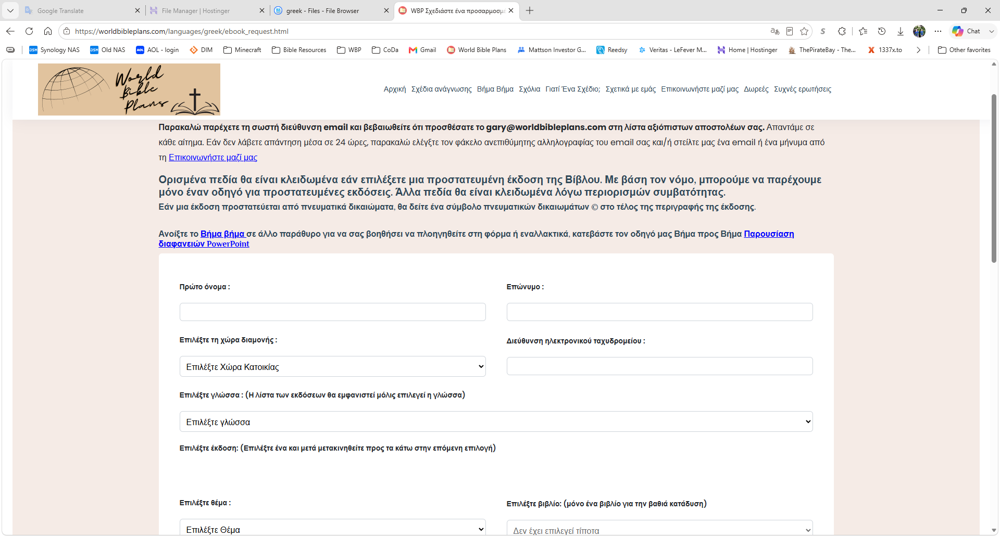 Google Translate
File Manager | Hostinger
greek - Files - File Browser
WBP Σχεδιάστε ένα προσαρμοσμέ
https://worldbibleplans.com/languages/greek/ebook_request.html
Chat
Synology NAS
Old NAS
AOL - login
DIM
Minecraft
Bible Resources
WBP
CoDa
Gmail
World Bible Plans
Mattson Investor G...
Reedsy
Veritas - LeFever M...
Home | Hostinger
ThePirateBay - The...
1337x.to
Other favorites
World
Bible
Plans
Αρχική Σχέδια ανάγνωσης Βήμα Βήμα Σχόλια Γιατί Ένα Σχέδιο; Σχετικά με εμάς Επικοινωνήστε μαζί μας Δωρεές Συχνές ερωτήσεις
Παρακαλώ παρέχετε τη σωστή διεύθυνση email και βεβαιωθείτε ότι προσθέσατε το gary@worldbibleplans.com στη λίστα αξιόπιστων αποστολέων σας. Απαντάμε σε
κάθε αίτημα. Εάν δεν λάβετε απάντηση μέσα σε 24 ώρες, παρακαλώ ελέγξτε τον φάκελο ανεπιθύμητης αλληλογραφίας του email σας και/ή στείλτε μας ένα email ή ένα μήνυμα από
τη Επικοινωνήστε μαζί μας
Ορισμένα πεδία θα είναι κλειδωμένα εάν επιλέξετε μια προστατευμένη έκδοση της Βίβλου. Με βάση τον νόμο, μπορούμε να παρέχουμε
μόνο έναν οδηγό για προστατευμένες εκδόσεις. Άλλα πεδία θα είναι κλειδωμένα λόγω περιορισμών συμβατότητας.
Εάν μια έκδοση προστατεύεται από πνευματικά δικαιώματα, θα δείτε ένα σύμβολο πνευματικών δικαιωμάτων © στο τέλος της περιγραφής της έκδοσης.
Ανοίξτε το Βήμα βήμα σε άλλο παράθυρο για να σας βοηθήσει να πλοηγηθείτε στη φόρμα ή εναλλακτικά, κατεβάστε τον οδηγό μας Βήμα προς Βήμα Παρουσίαση
διαφανειών PowerPoint
Πρώτο όνομα :
Επώνυμο :
Επιλέξτε τη χώρα διαμονής :
Διεύθυνση ηλεκτρονικού ταχυδρομείου :
Επιλέξτε Χώρα Κατοικίας
Επιλέξτε γλώσσα : (Η λίστα των εκδόσεων θα εμφανιστεί μόλις επιλεγεί η γλώσσα)
Επιλέξτε γλώσσα
Επιλέξτε έκδοση: (Επιλέξτε ένα και μετά μετακινηθείτε προς τα κάτω στην επόμενη επιλογή)
Επιλέξτε θέμα :
Επιλέξτε βιβλίο: (μόνο ένα βιβλίο για την βαθιά κατάδυση)
Επιλέξτε Θέμα
Δεν έχει επιλεγεί τίποτα